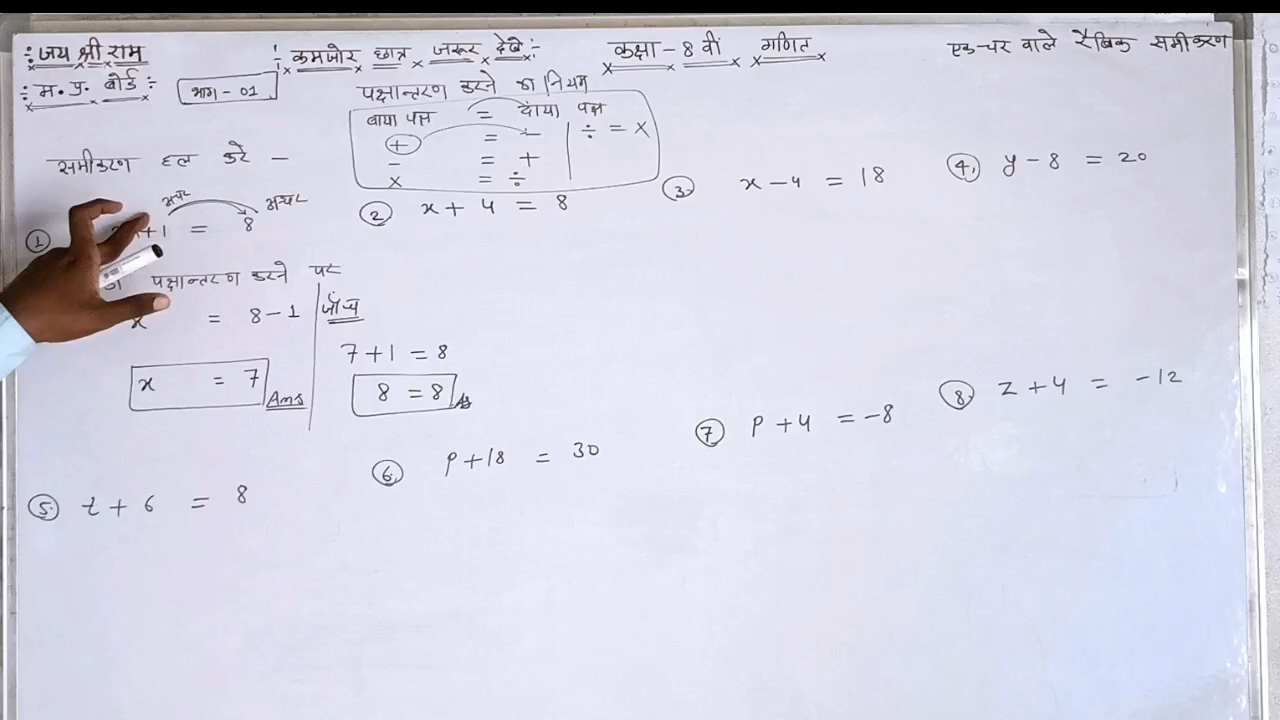 ÷ जय श्री राम ÷ कमजोर छात्र जरूर देखे ÷ कक्षा - 8 वी गणित एक-चर वाले रैखिक समीकरण
÷ म. प्र. बोर्ड ÷ भाग - 01
पक्षान्तरण करने का नियम
बाया पक्ष = दाया पक्ष
+ = - | ÷ = ×
- = +
× = ÷
समीकरण हल करे -
अचर अचर
① +1 = 8
पक्षान्तरण करने पर
x = 8-1
x = 7 Ans
जाँच
7+1 = 8
8 = 8
② x + 4 = 8
③ x - 4 = 18
④ y - 8 = 20
⑤ t + 6 = 8
⑥ p + 18 = 30
⑦ p + 4 = -8
⑧ z + 4 = -12